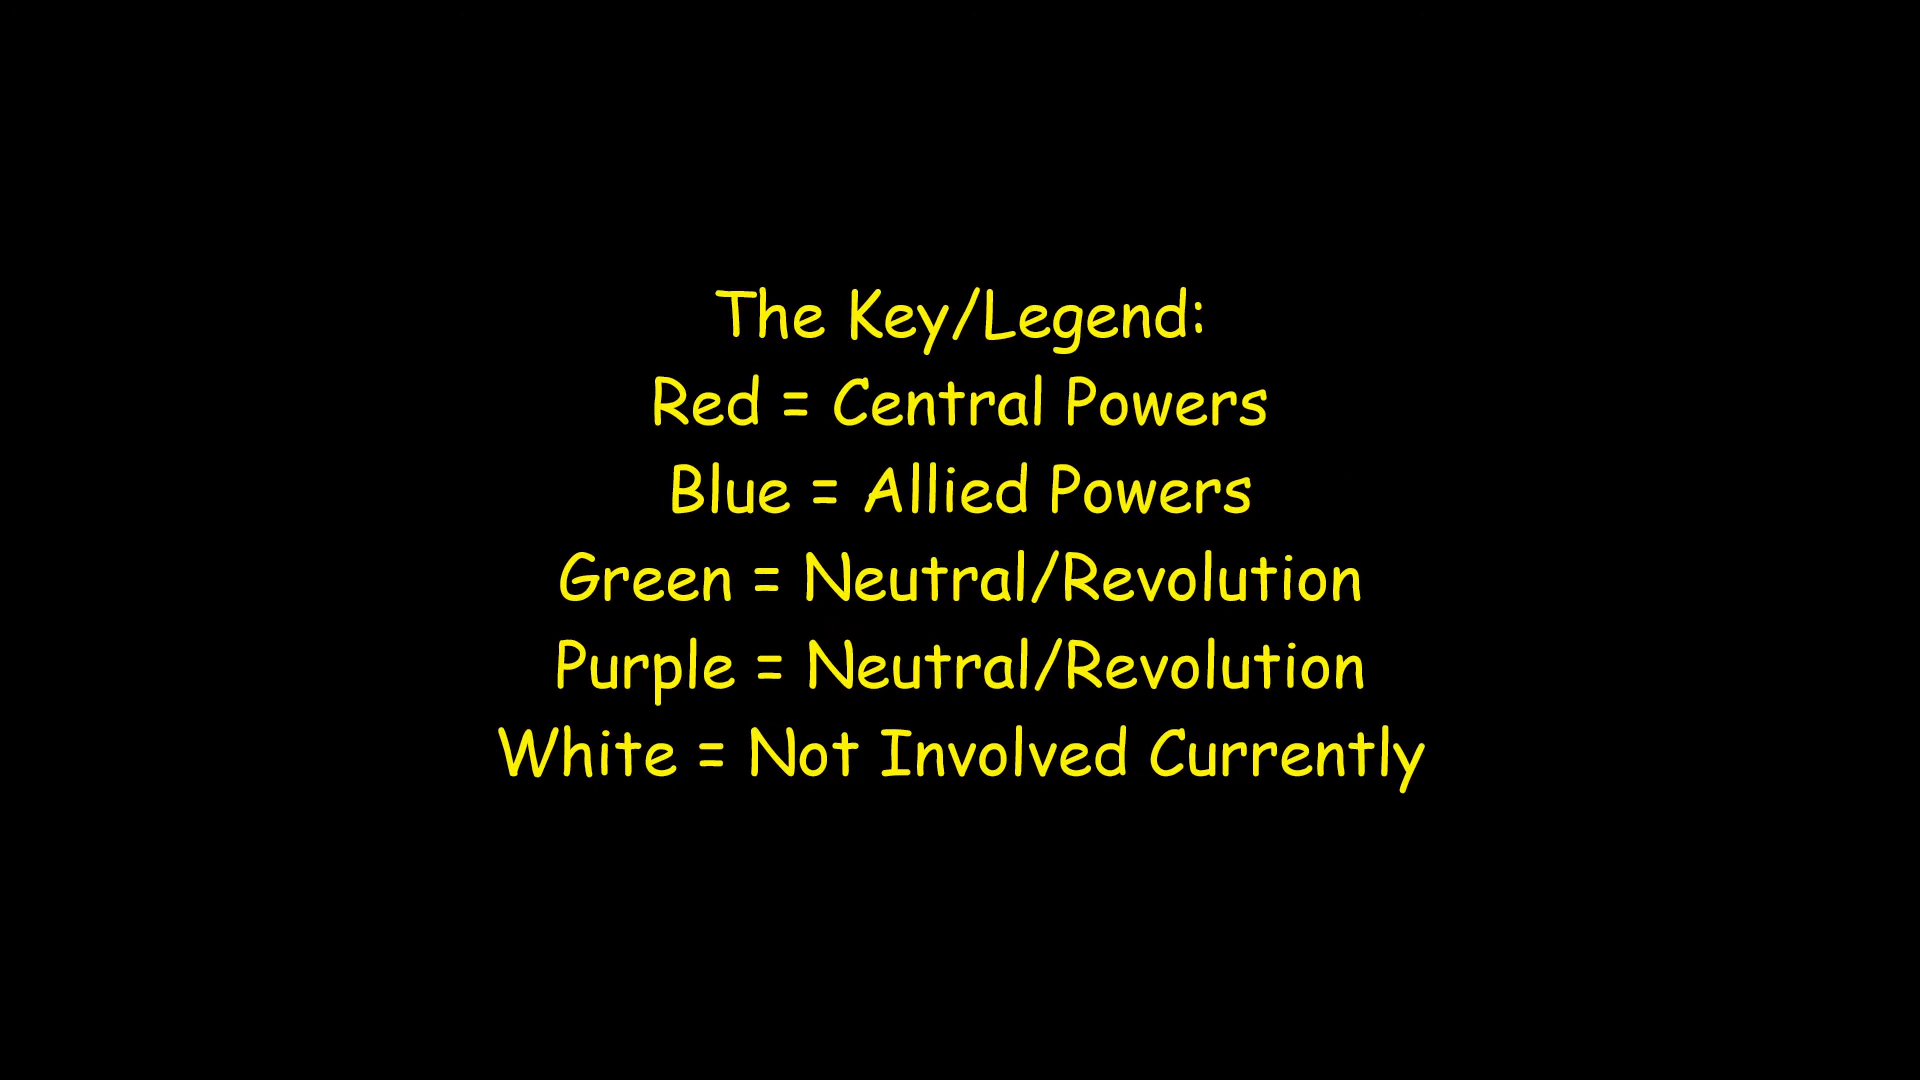 The Key/Legend:
Red = Central Powers
Blue = Allied Powers
Green = Neutral/Revolution
Purple = Neutral/Revolution
White = Not Involved Currently